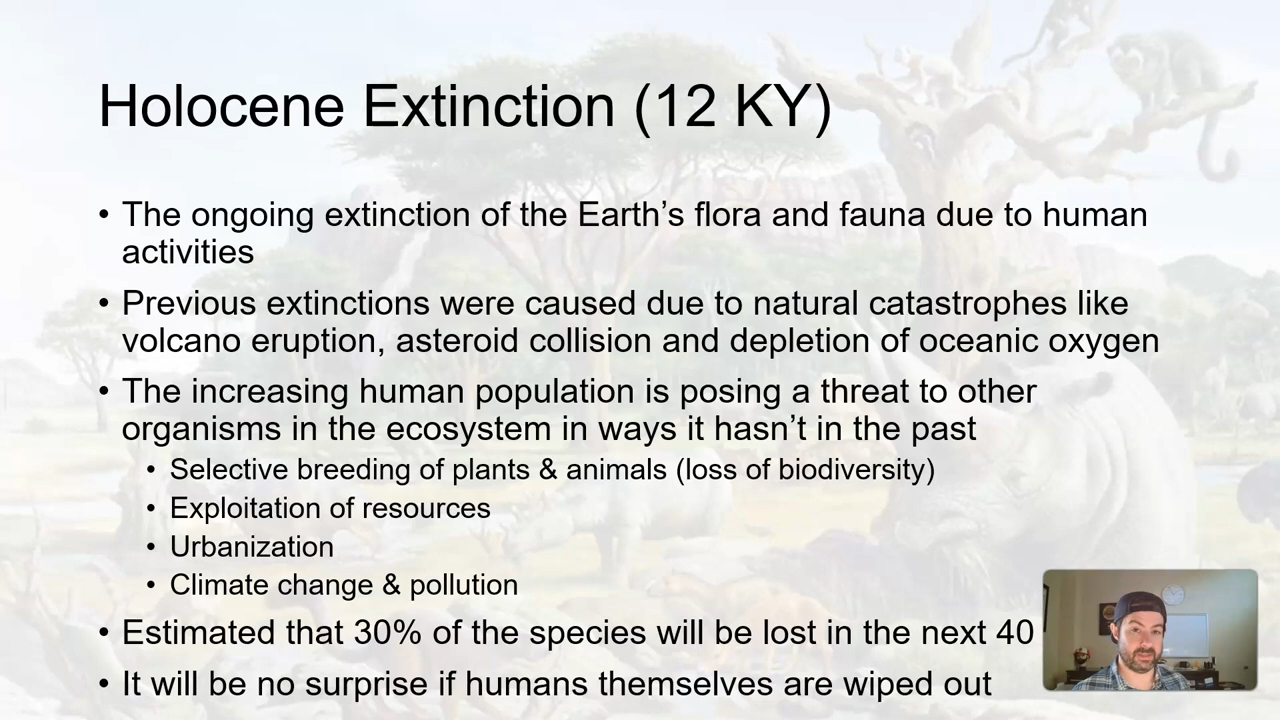 Holocene Extinction (12 KY)
• The ongoing extinction of the Earth’s flora and fauna due to human
activities
• Previous extinctions were caused due to natural catastrophes like
volcano eruption, asteroid collision and depletion of oceanic oxygen
• The increasing human population is posing a threat to other
organisms in the ecosystem in ways it hasn’t in the past
• Selective breeding of plants & animals (loss of biodiversity)
• Exploitation of resources
• Urbanization
• Climate change & pollution
• Estimated that 30% of the species will be lost in the next 40
• It will be no surprise if humans themselves are wiped out